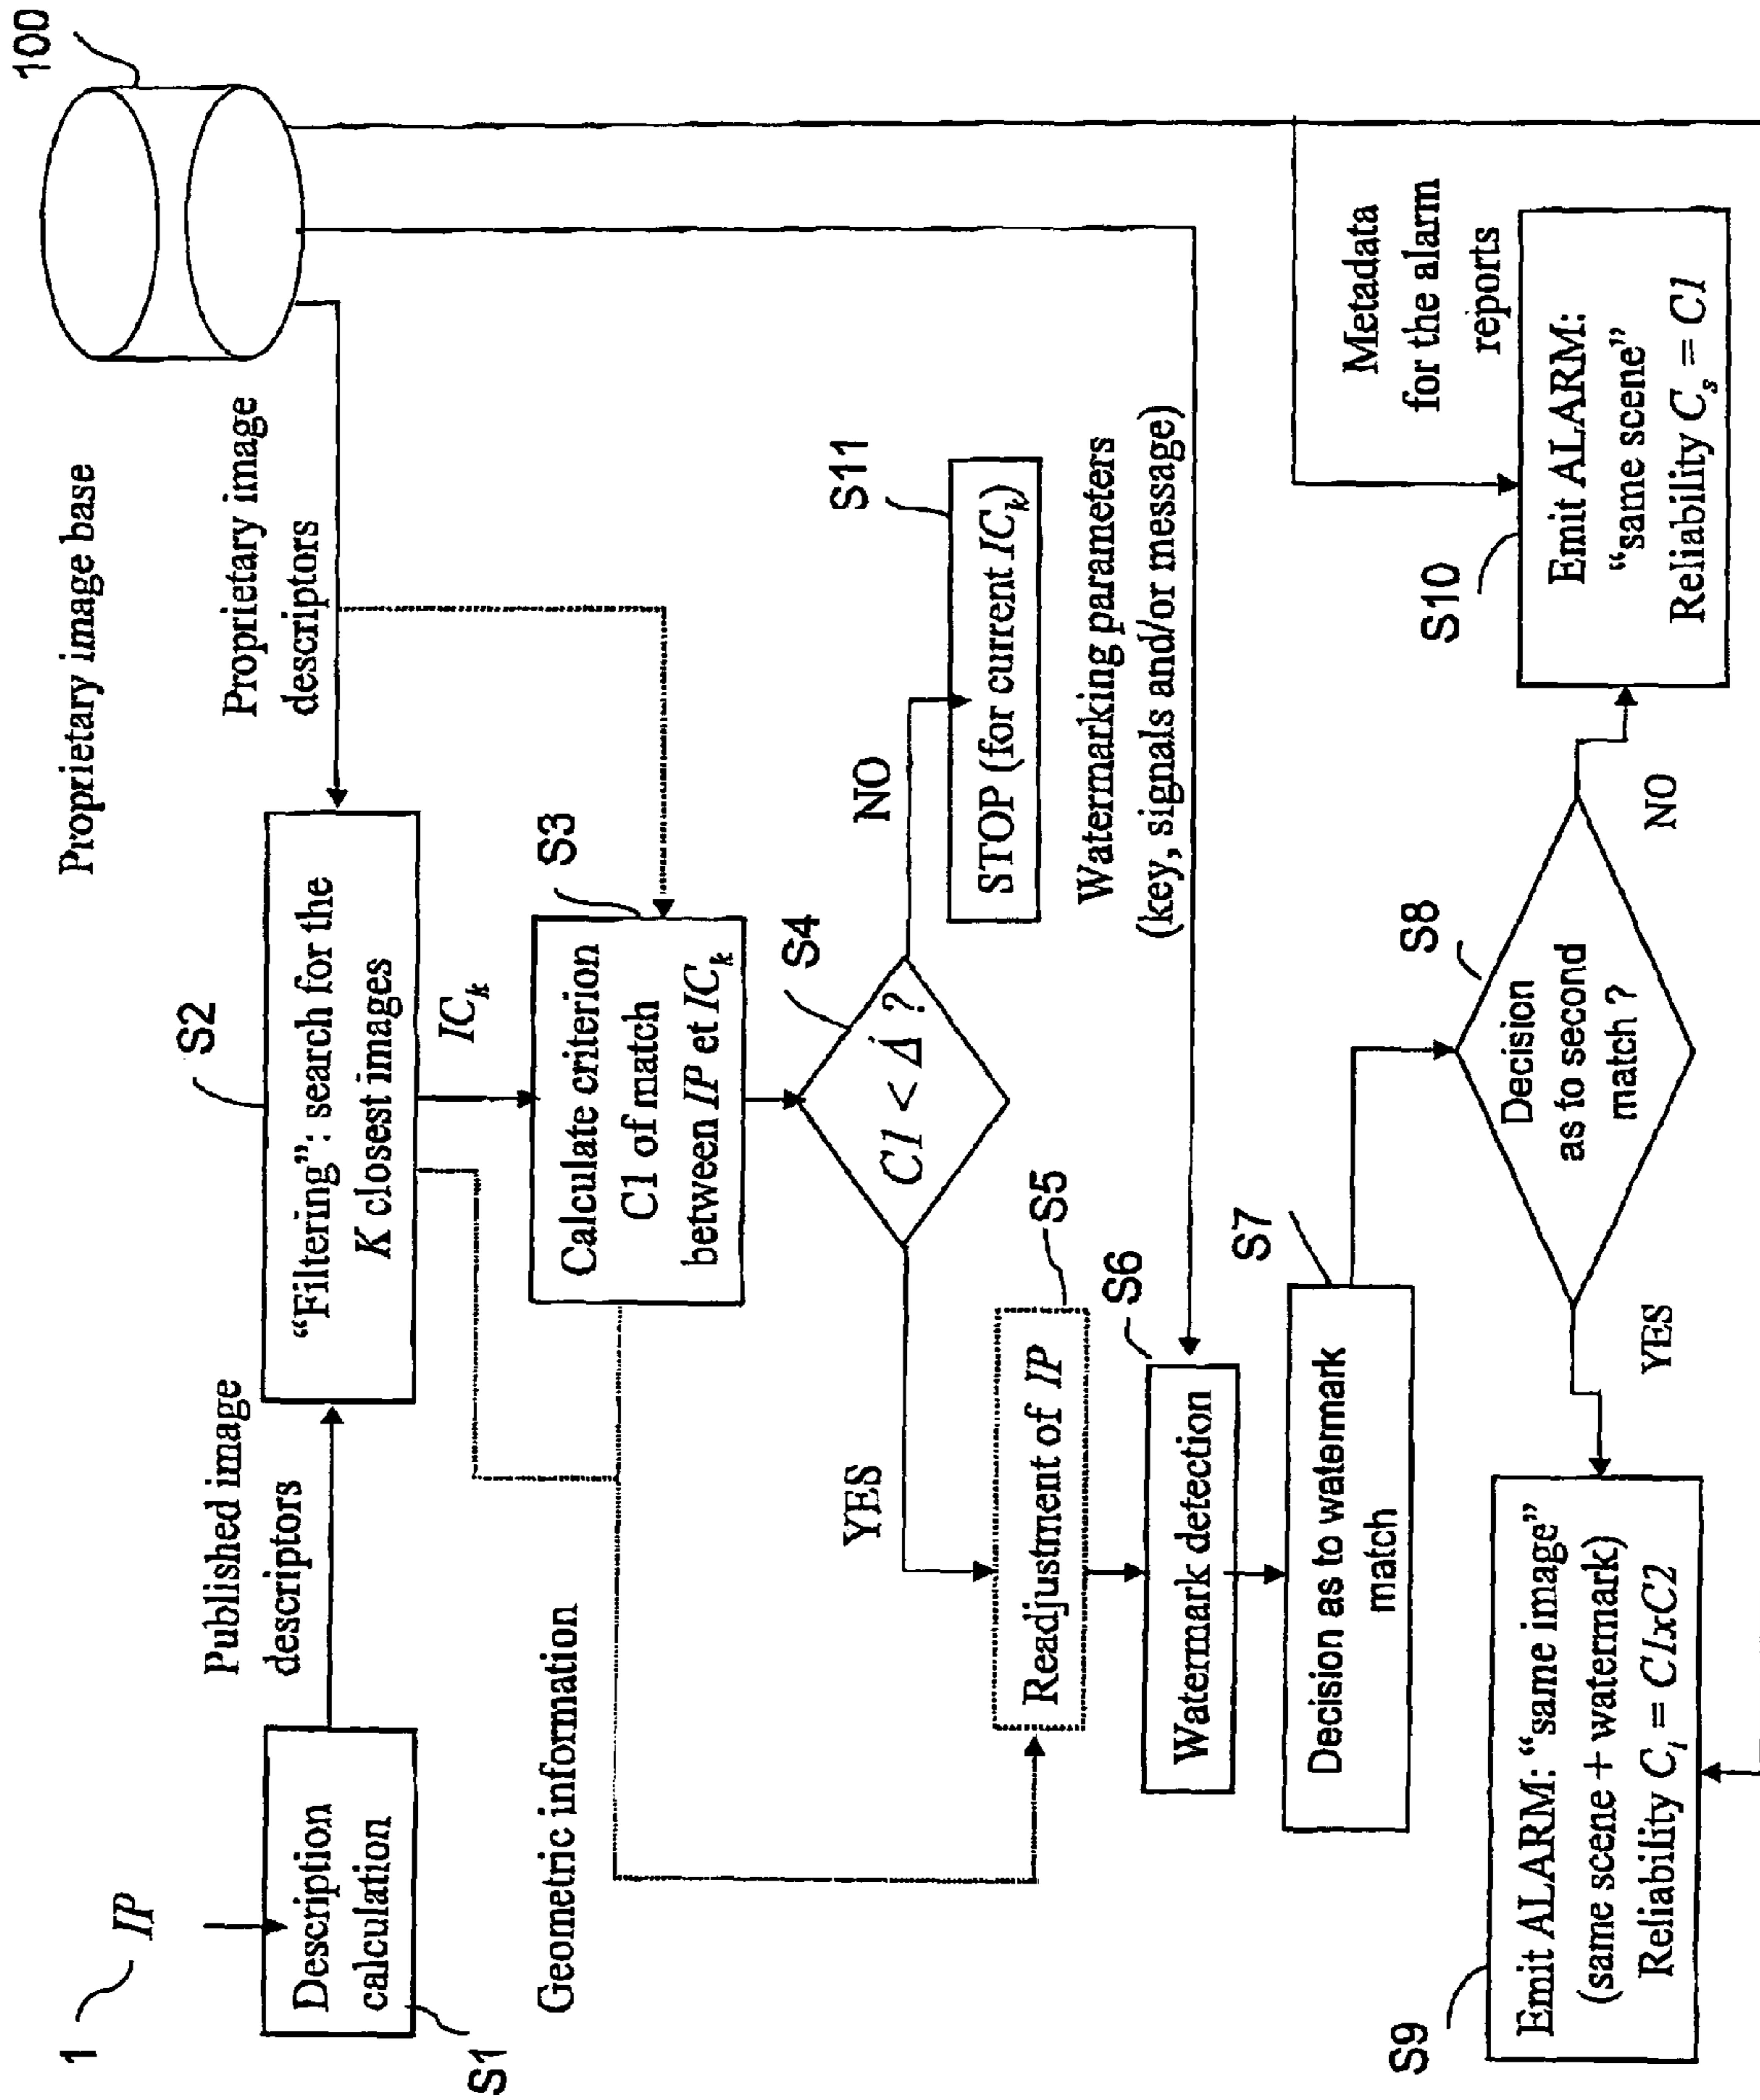 1
IP
Description
calculation
S1
Published image
descriptors
S2
“Filtering”: search for the
K closest images
Proprietary image base
100
Proprietary image
descriptors
ICk
S3
Calculate criterion
C1 of match
between IP et ICk
Geometric information
S4
C1 < Δ ?
NO
S11
STOP (for current ICk)
YES
S5
Readjustment of IP
Watermarking parameters
(key, signals and/or message)
S6
Watermark detection
S7
Decision as to watermark
match
S8
Decision
as to second
match ?
YES
NO
S9
Emit ALARM: “same image”
(same scene + watermark)
Reliability Ci = C1xC2
Metadata
for the alarm
reports
S10
Emit ALARM:
“same scene”
Reliability Cs = C1